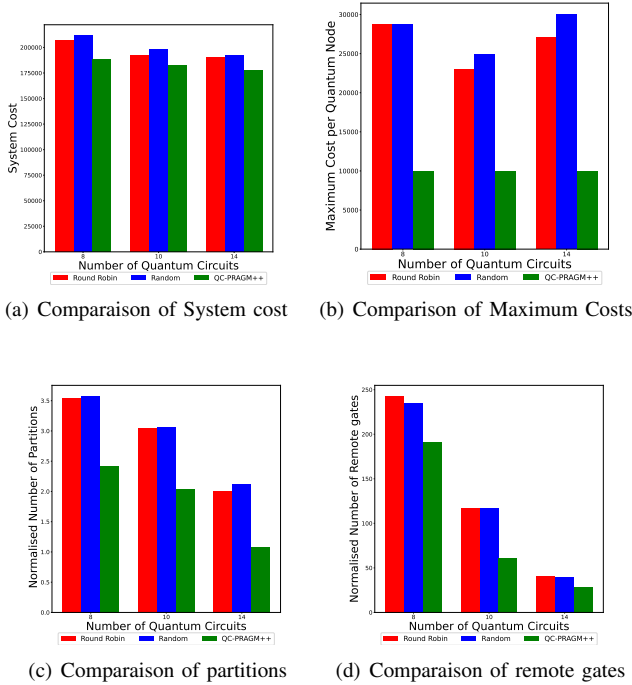 System Cost
200000
175000
150000
125000
100000
75000
50000
25000
0
8 10 14
Number of Quantum Circuits
Round Robin Random QC-PRAGM++
(a) Comparaison of System cost
Maximum Cost per Quantum Node
30000
25000
20000
15000
10000
5000
0
8 10 14
Number of Quantum Circuits
Round Robin Random QC-PRAGM++
(b) Comparison of Maximum Costs
Normalised Number of Partitions
3.5
3.0
2.5
2.0
1.5
1.0
0.5
0.0
8 10 14
Number of Quantum Circuits
Round Robin Random QC-PRAGM++
(c) Comparaison of partitions
Normalised Number of Remote gates
250
200
150
100
50
0
8 10 14
Number of Quantum Circuits
Round Robin Random QC-PRAGM++
(d) Comparaison of remote gates